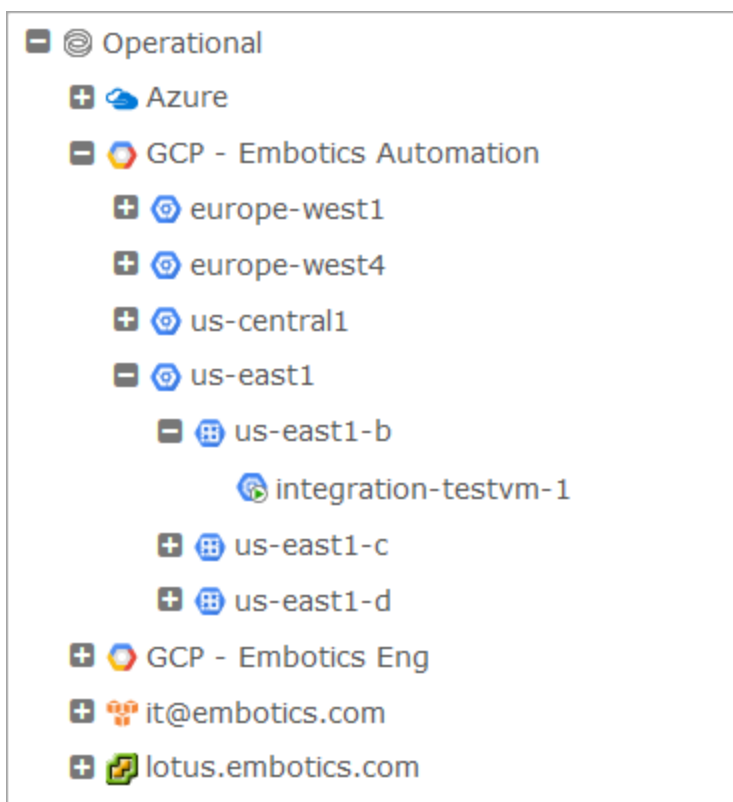 Operational
Azure
GCP - Embotics Automation
europe-west1
europe-west4
us-central1
us-east1
us-east1-b
integration-testvm-1
us-east1-c
us-east1-d
GCP - Embotics Eng
it@embotics.com
lotus.embotics.com